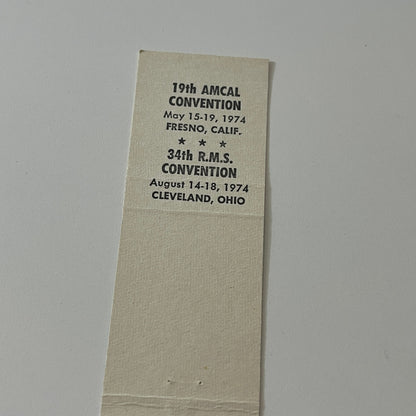 19th AMCAL
CONVENTION
May 15-19, 1974
FRESNO, CALIF.
★ ★ ★
34th R.M.S.
CONVENTION
August 14-18, 1974
CLEVELAND, OHIO